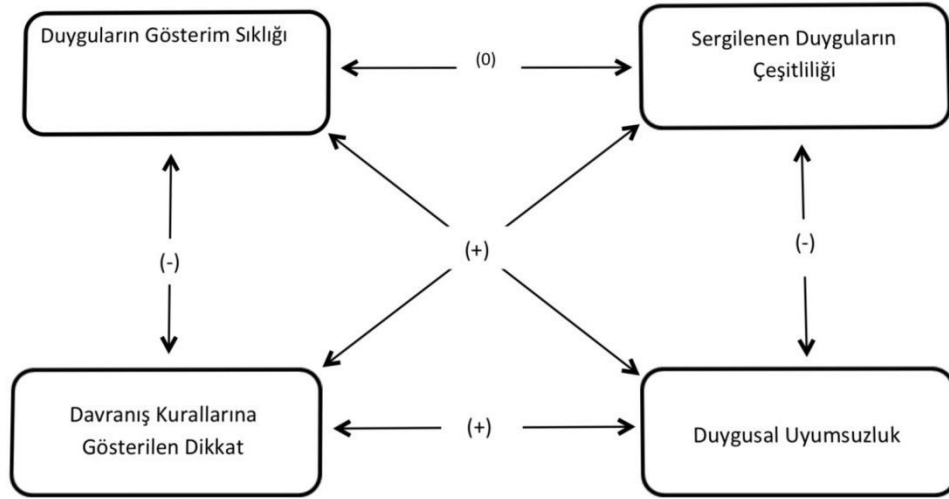 Duyguların Gösterim Sıklığı
(0)
Sergilenen Duyguların
Çeşitliliği
(-)
(+)
(-)
Davranış Kurallarına
Gösterilen Dikkat
(+)
Duygusal Uyumsuzluk